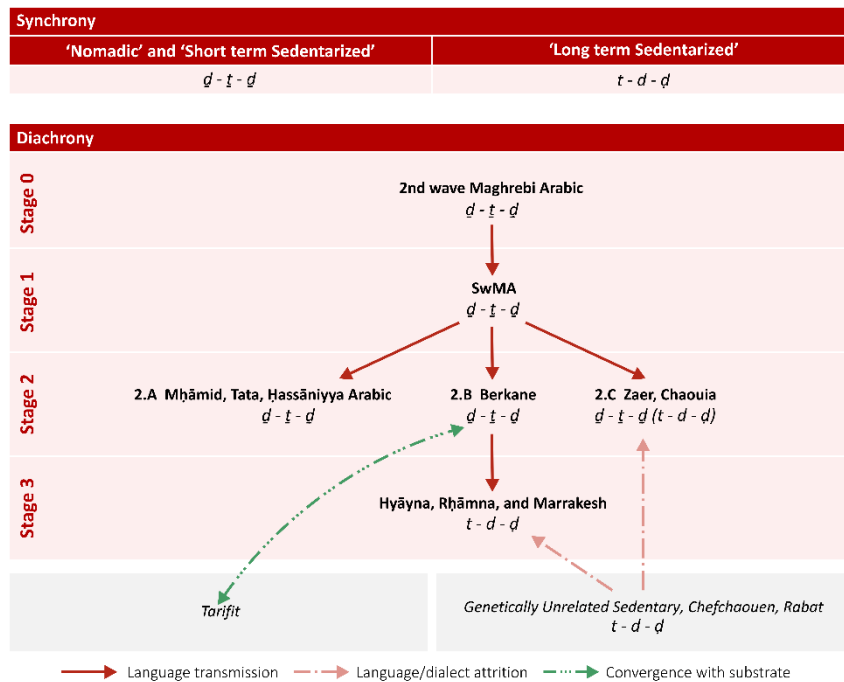 Synchrony
'Nomadic' and 'Short term Sedentarized'
'Long term Sedentarized'
ḏ - ṯ - ḏ̣
t - d - ḍ
Diachrony
Stage 0
2nd wave Maghrebi Arabic
ḏ - ṯ - ḏ̣
Stage 1
SwMA
ḏ - ṯ - ḏ̣
Stage 2
2.A Mḥāmid, Tata, Ḥassāniyya Arabic
ḏ - ṯ - ḏ̣
2.B Berkane
ḏ - ṯ - ḏ̣
2.C Zaer, Chaouia
ḏ - ṯ - ḏ̣ (t - d - ḍ)
Stage 3
Hyāyna, Rḥāmna, and Marrakesh
t - d - ḍ
Tarifit
Genetically Unrelated Sedentary, Chefchaouen, Rabat
t - d - ḍ
Language transmission
Language/dialect attrition
Convergence with substrate